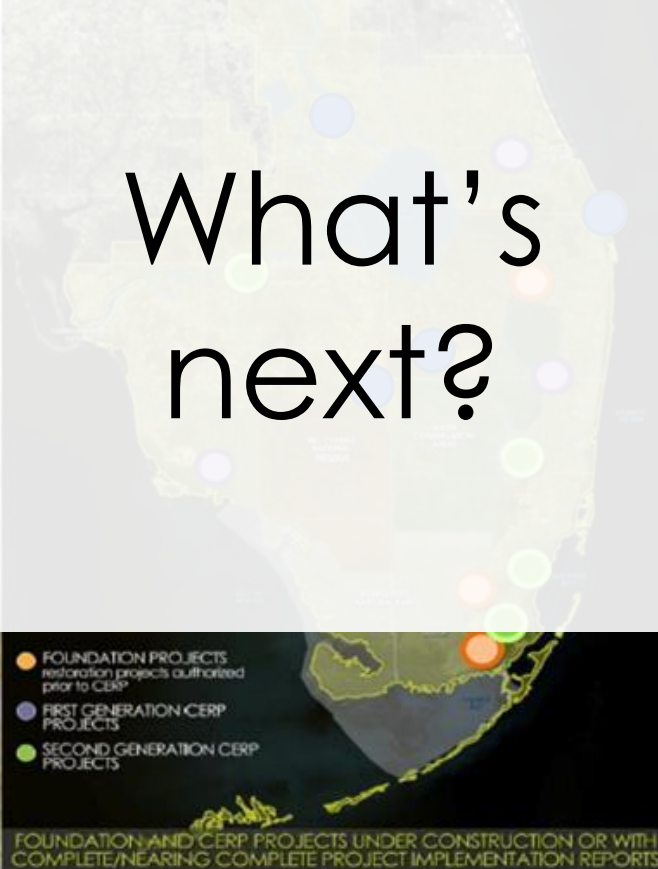 What's
next?
FOUNDATION PROJECTS
restoration projects authorized
prior to CERP
FIRST GENERATION CERP
PROJECTS
SECOND GENERATION CERP
PROJECTS
FOUNDATION AND CERP PROJECTS UNDER CONSTRUCTION OR WITH
COMPLETE/NEARING COMPLETE PROJECT IMPLEMENTATION REPORTS